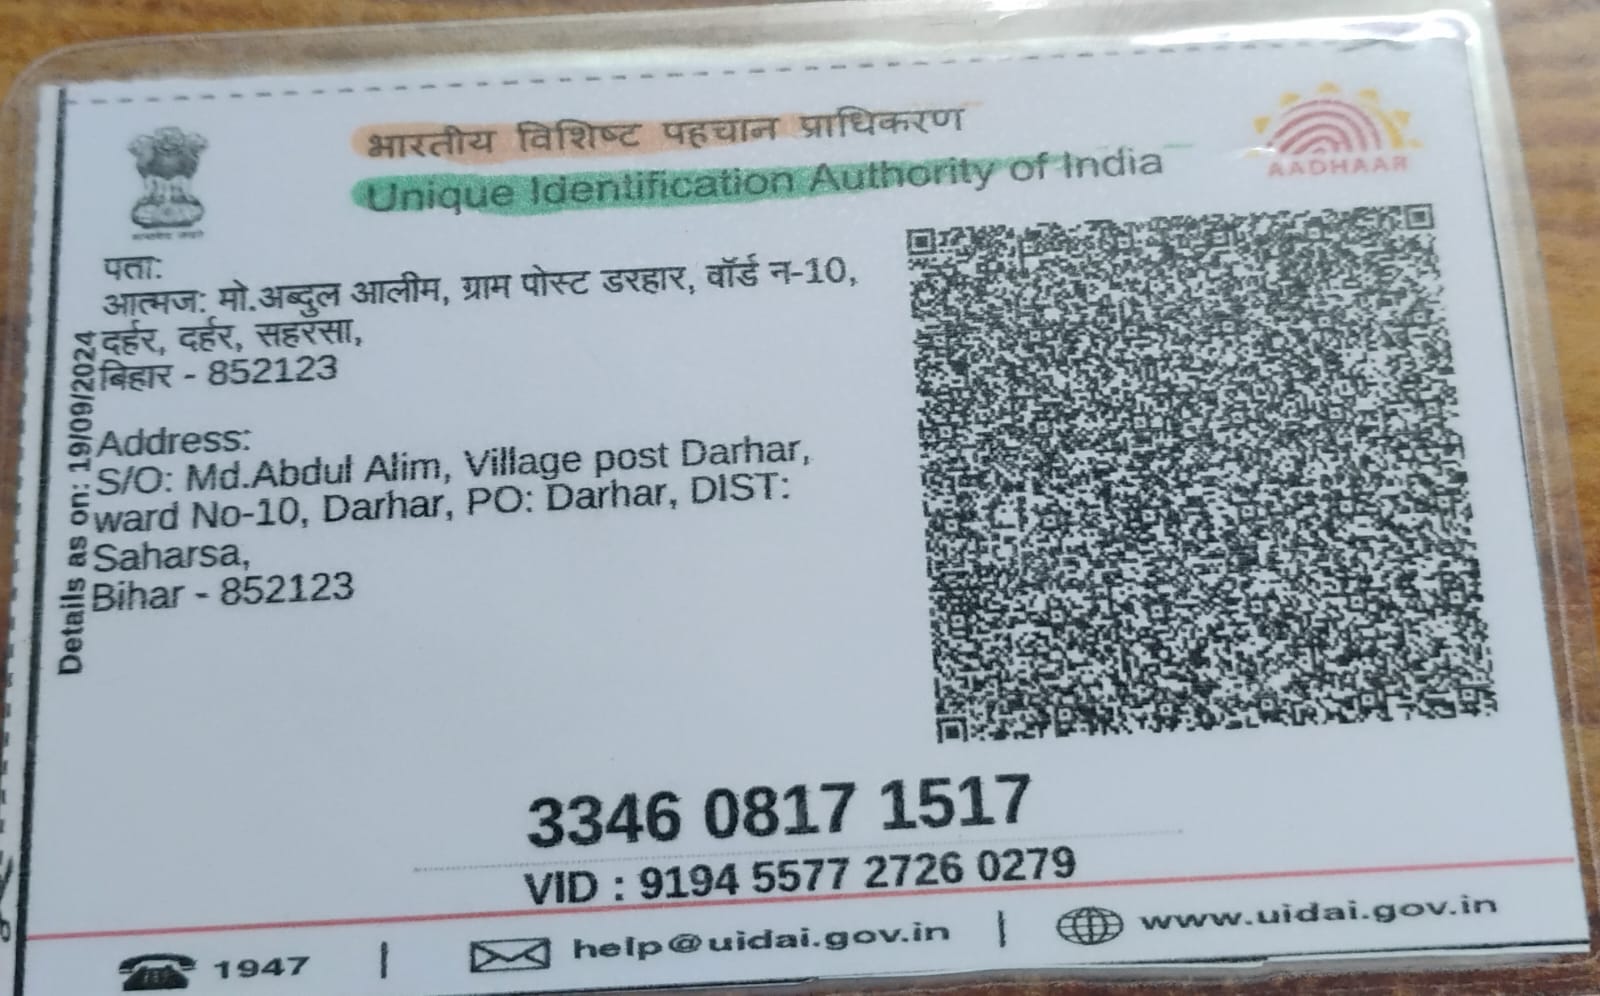 भारतीय विशिष्ट पहचान प्राधिकरण
Unique Identification Authority of India
AADHAAR
पता:
आत्मज: मो.अब्दुल आलीम, ग्राम पोस्ट डरहार, वॉर्ड न-10,
दर्हर, दर्हर, सहरसा,
बिहार - 852123
Address:
S/O: Md.Abdul Alim, Village post Darhar,
ward No-10, Darhar, PO: Darhar, DIST:
Saharsa,
Bihar - 852123
Details as on: 19/09/2024
3346 0817 1517
VID : 9194 5577 2726 0279
1947 | help@uidai.gov.in | www.uidai.gov.in